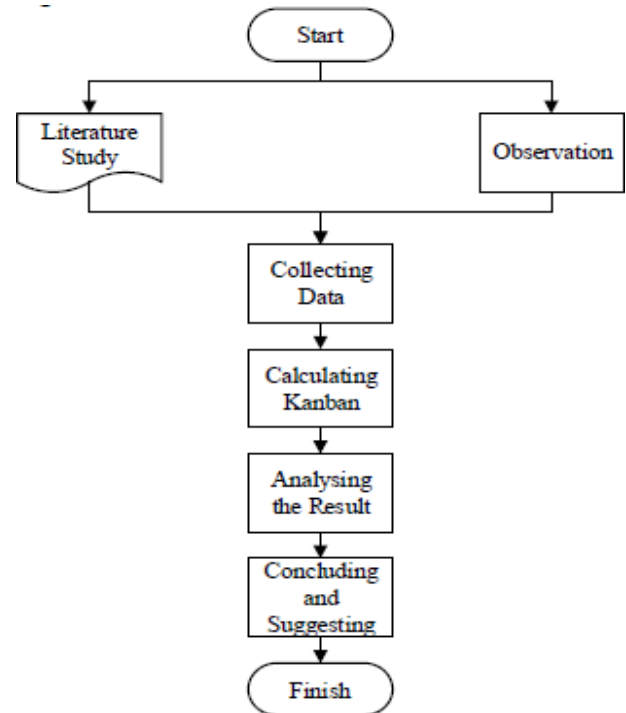 Start
Literature
Study
Observation
Collecting
Data
Calculating
Kanban
Analysing
the Result
Concluding
and
Suggesting
Finish